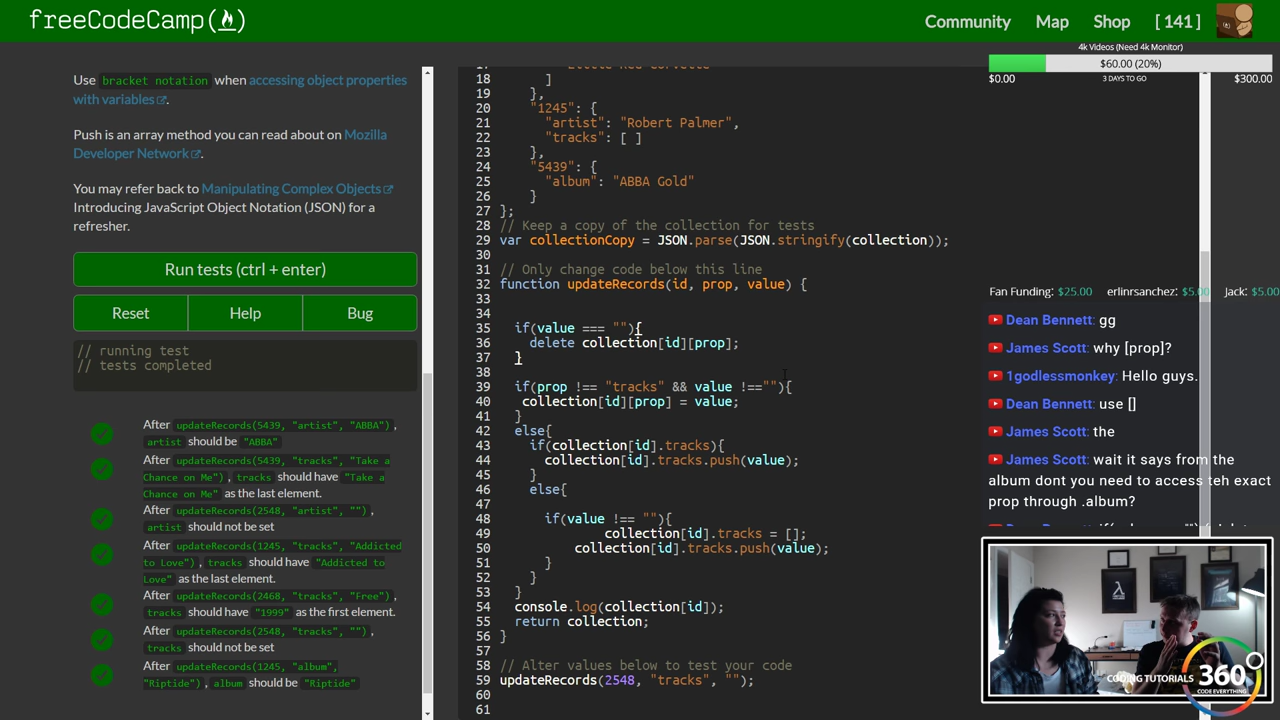 freeCodeCamp(🔥)
Community Map Shop [ 141 ]
4k Videos (Need 4k Monitor)
$60.00 (20%)
$0.00 3 DAYS TO GO $300.00
Use bracket notation when accessing object properties
with variables.
Push is an array method you can read about on Mozilla
Developer Network.
You may refer back to Manipulating Complex Objects
Introducing JavaScript Object Notation (JSON) for a
refresher.
Run tests (ctrl + enter)
Reset Help Bug
// running test
// tests completed
After updateRecords(5439, "artist", "ABBA"),
artist should be "ABBA"
After updateRecords(5439, "tracks", "Take a
Chance on Me"), tracks should have "Take a
Chance on Me" as the last element.
After updateRecords(2548, "artist", ""),
artist should not be set
After updateRecords(1245, "tracks", "Addicted
to Love"), tracks should have "Addicted to
Love" as the last element.
After updateRecords(2468, "tracks", "Free"),
tracks should have "1999" as the first element.
After updateRecords(2548, "tracks", ""),
tracks should not be set
After updateRecords(1245, "album",
"Riptide"), album should be "Riptide"
17 "Little Red Corvette"
18 ]
19 },
20 "1245": {
21 "artist": "Robert Palmer",
22 "tracks": [ ]
23 },
24 "5439": {
25 "album": "ABBA Gold"
26 }
27 };
28 // Keep a copy of the collection for tests
29 var collectionCopy = JSON.parse(JSON.stringify(collection));
30
31 // Only change code below this line
32 function updateRecords(id, prop, value) {
33
34
35 if(value === ""){
36 delete collection[id][prop];
37 }
38
39 if(prop !== "tracks" && value !==""){
40 collection[id][prop] = value;
41 }
42 else{
43 if(collection[id].tracks){
44 collection[id].tracks.push(value);
45 }
46 else{
47
48 if(value !== ""){
49 collection[id].tracks = [];
50 collection[id].tracks.push(value);
51 }
52 }
53 }
54 console.log(collection[id]);
55 return collection;
56 }
57
58 // Alter values below to test your code
59 updateRecords(2548, "tracks", "");
60
61
Fan Funding: $25.00 erlinrsanchez: $5.00 Jack: $5.00
Dean Bennett: gg
James Scott: why [prop]?
1godlessmonkey: Hello guys.
Dean Bennett: use []
James Scott: the
James Scott: wait it says from the
album dont you need to access teh exact
prop through .album?
CODING TUTORIALS 360°
CODE EVERYTHING